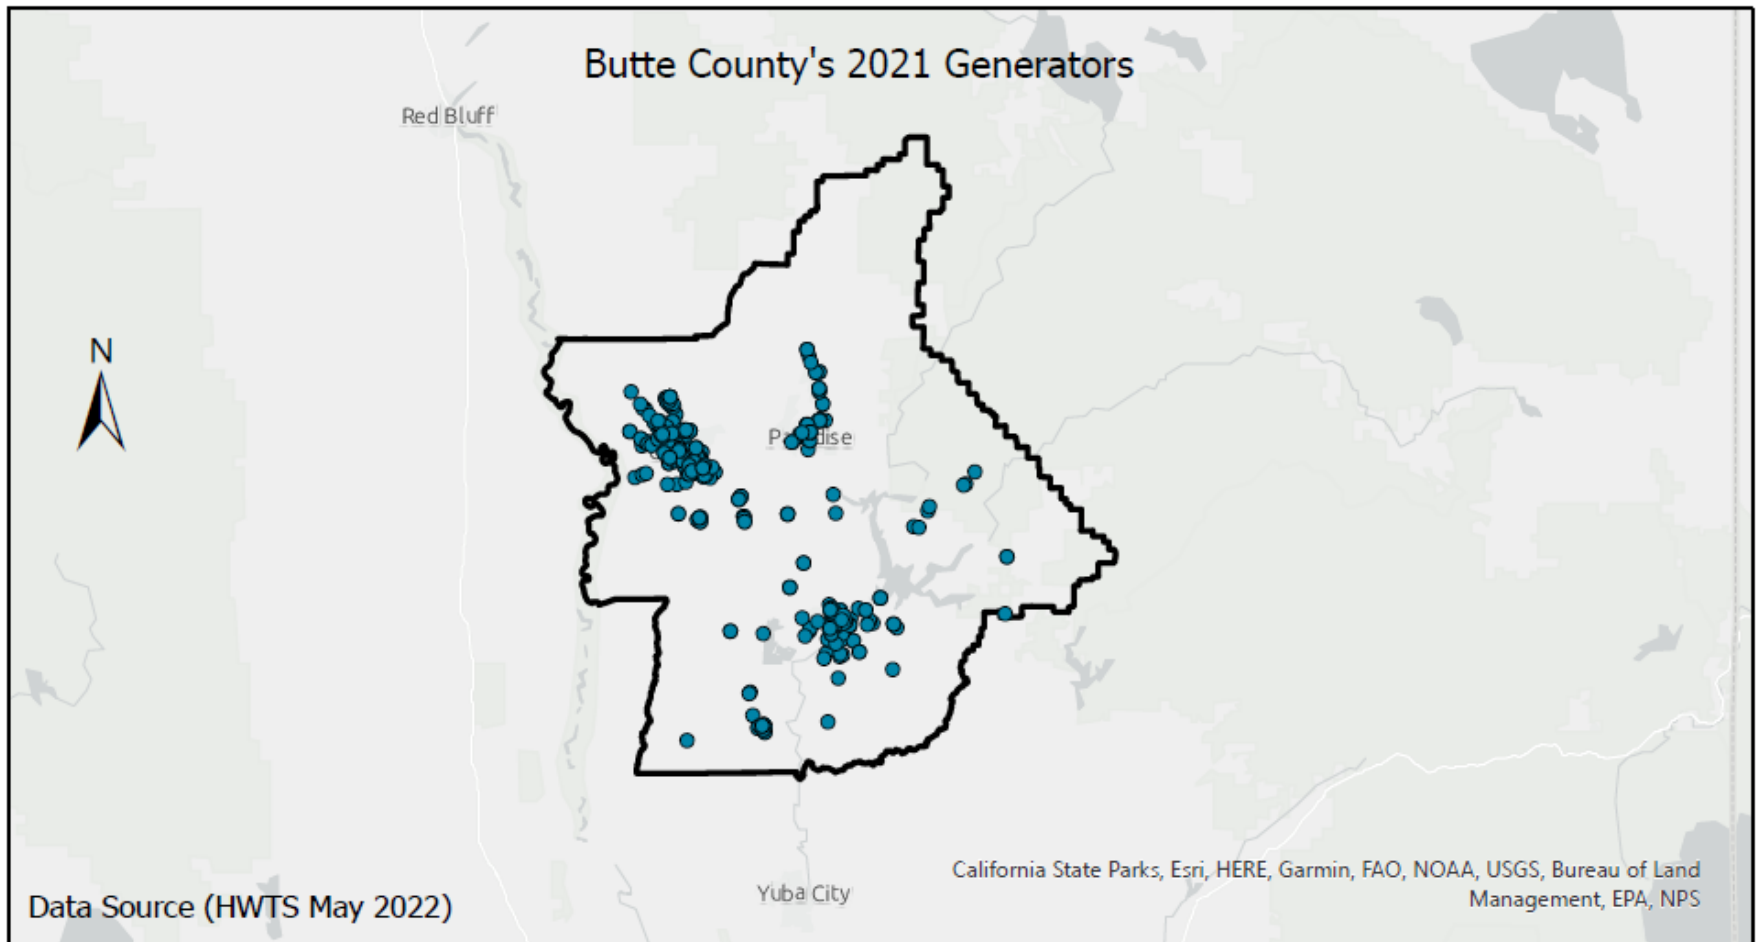 Butte County's 2021 Generators
Red Bluff
N
Paradise
Yuba City
California State Parks, Esri, HERE, Garmin, FAO, NOAA, USGS, Bureau of Land
Management, EPA, NPS
Data Source (HWTS May 2022)